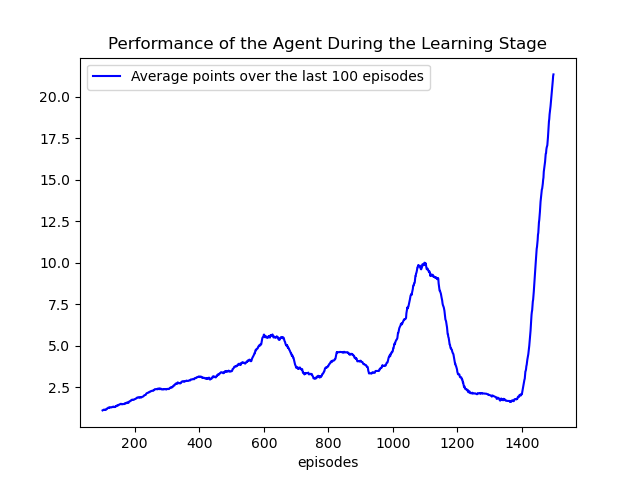 Performance of the Agent During the Learning Stage
Average points over the last 100 episodes
20.0
17.5
15.0
12.5
10.0
7.5
5.0
2.5
200 400 600 800 1000 1200 1400
episodes